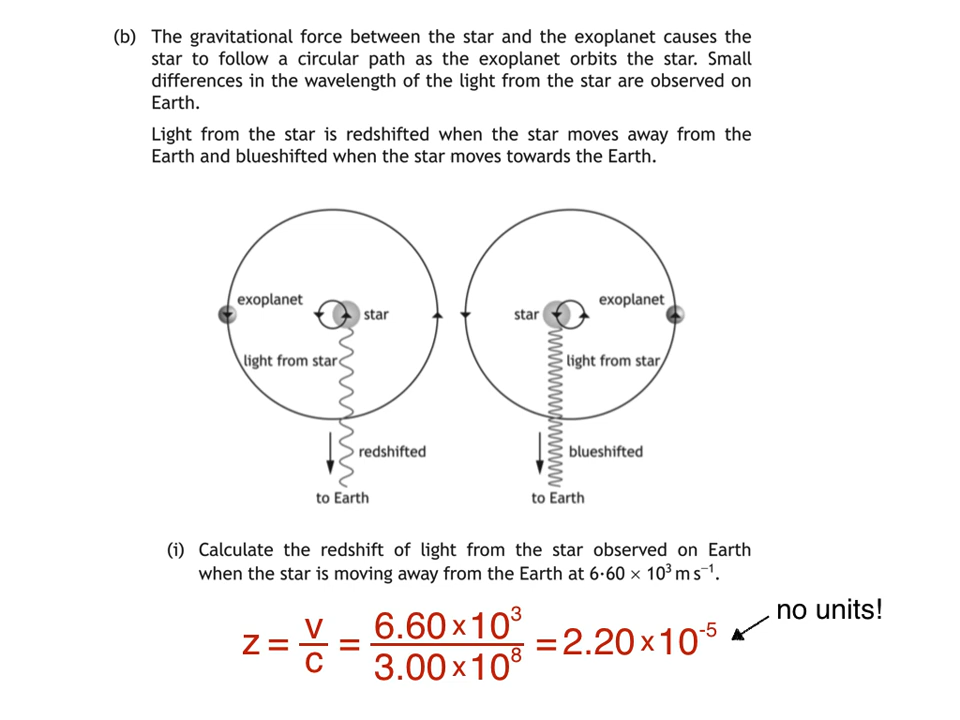 (b) The gravitational force between the star and the exoplanet causes the
star to follow a circular path as the exoplanet orbits the star. Small
differences in the wavelength of the light from the star are observed on
Earth.
Light from the star is redshifted when the star moves away from the
Earth and blueshifted when the star moves towards the Earth.
exoplanet
star
light from star
redshifted
to Earth
exoplanet
star
light from star
blueshifted
to Earth
(i) Calculate the redshift of light from the star observed on Earth
when the star is moving away from the Earth at 6·60 × 10³ m s⁻¹.
z = v/c = 6.60 × 10³ / 3.00 × 10⁸ = 2.20 × 10⁻⁵
no units!